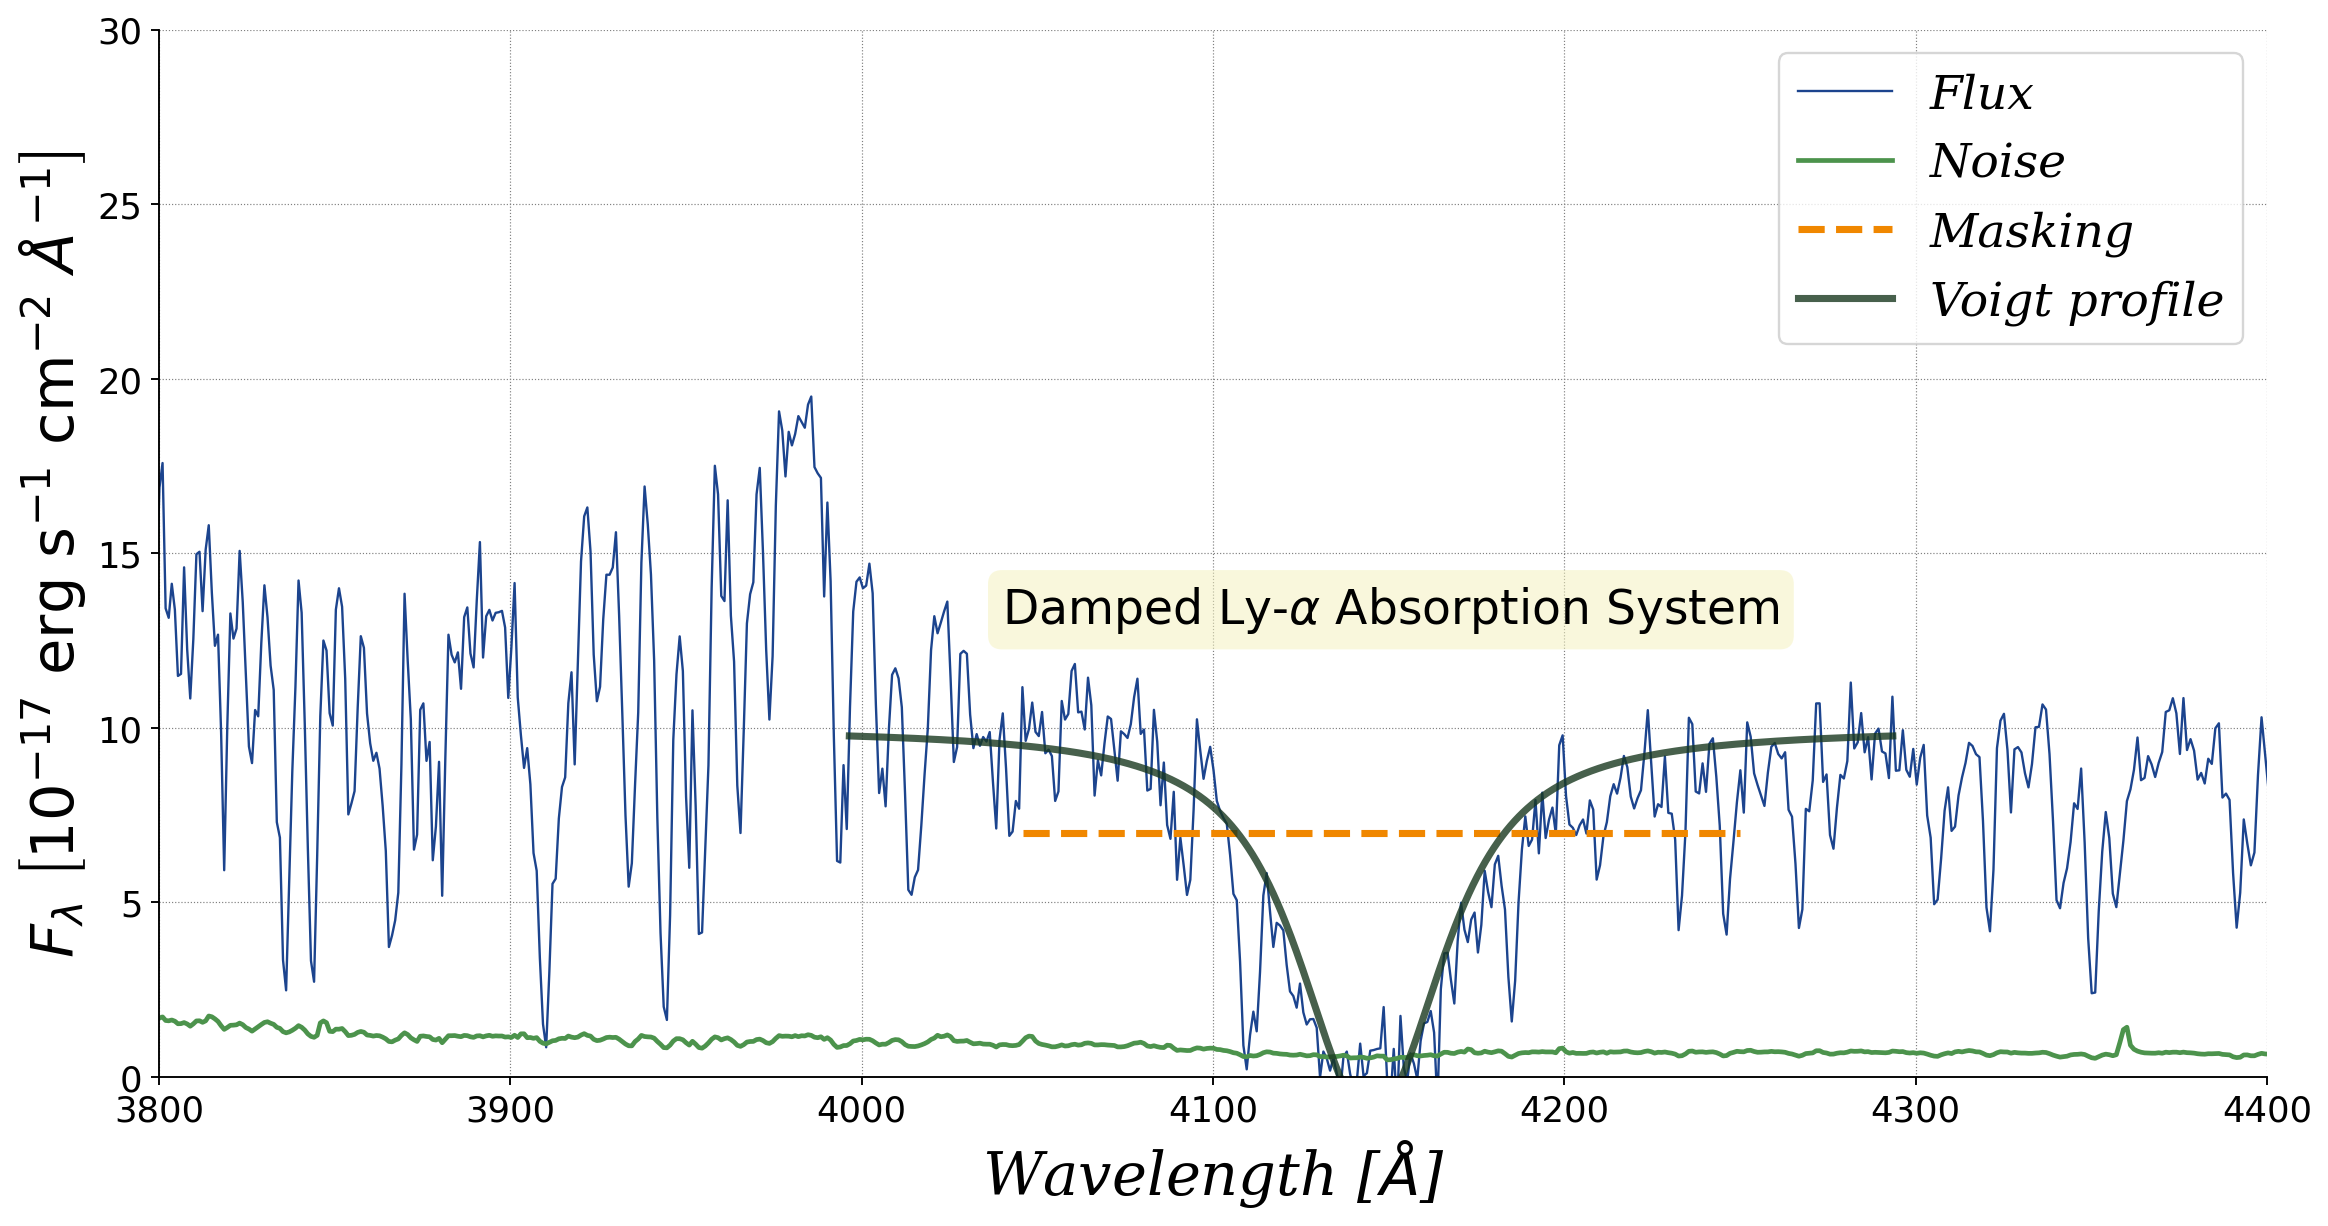 30
25
20
15
10
5
0
3800
3900
4000
4100
4200
4300
4400
F_λ [10^−17 erg s^−1 cm^−2 Å^−1]
Wavelength [Å]
Flux
Noise
Masking
Voigt profile
Damped Ly-α Absorption System